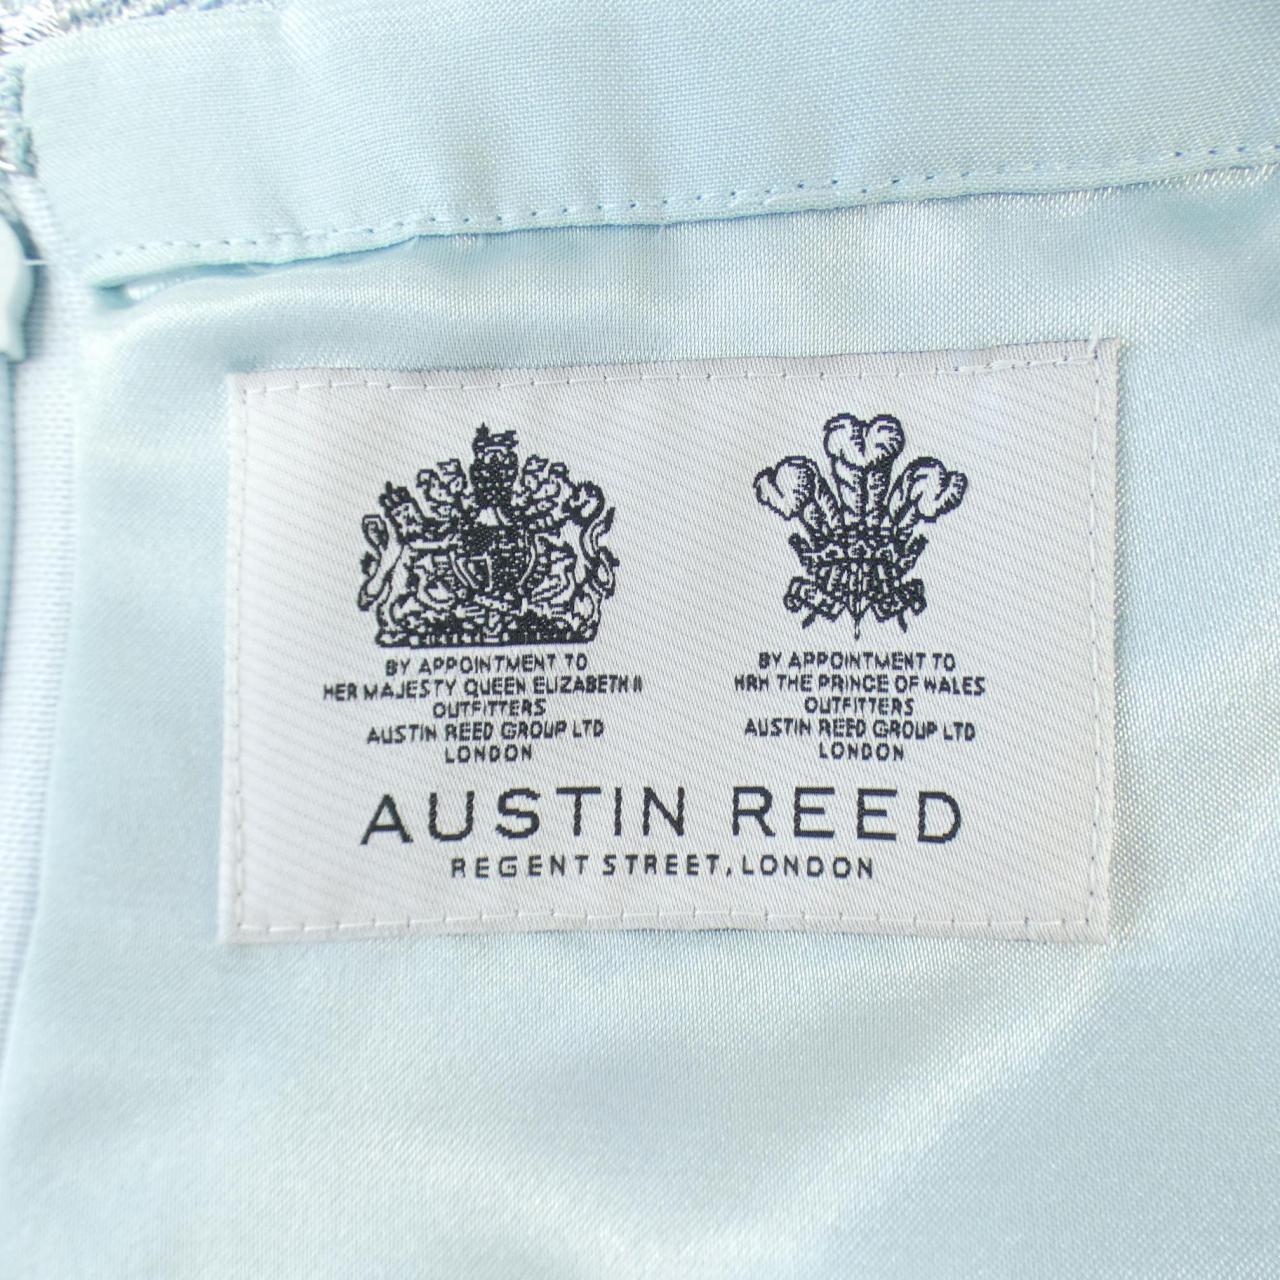 BY APPOINTMENT TO
HER MAJESTY QUEEN ELIZABETH II
OUTFITTERS
AUSTIN REED GROUP LTD
LONDON
BY APPOINTMENT TO
HRH THE PRINCE OF WALES
OUTFITTERS
AUSTIN REED GROUP LTD
LONDON
AUSTIN REED
REGENT STREET, LONDON